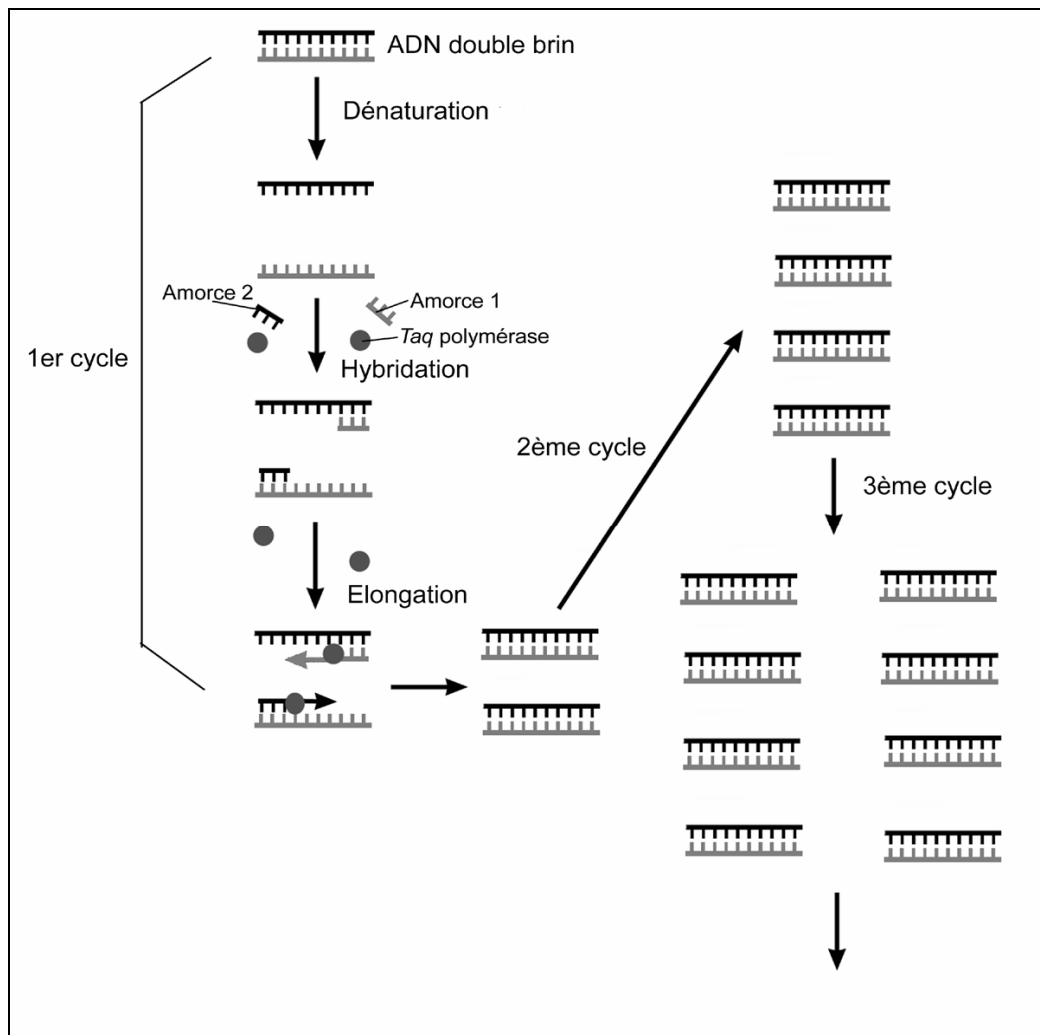 ADN double brin
Dénaturation
Amorce 2
Amorce 1
Taq polymérase
1er cycle
Hybridation
2ème cycle
3ème cycle
Elongation